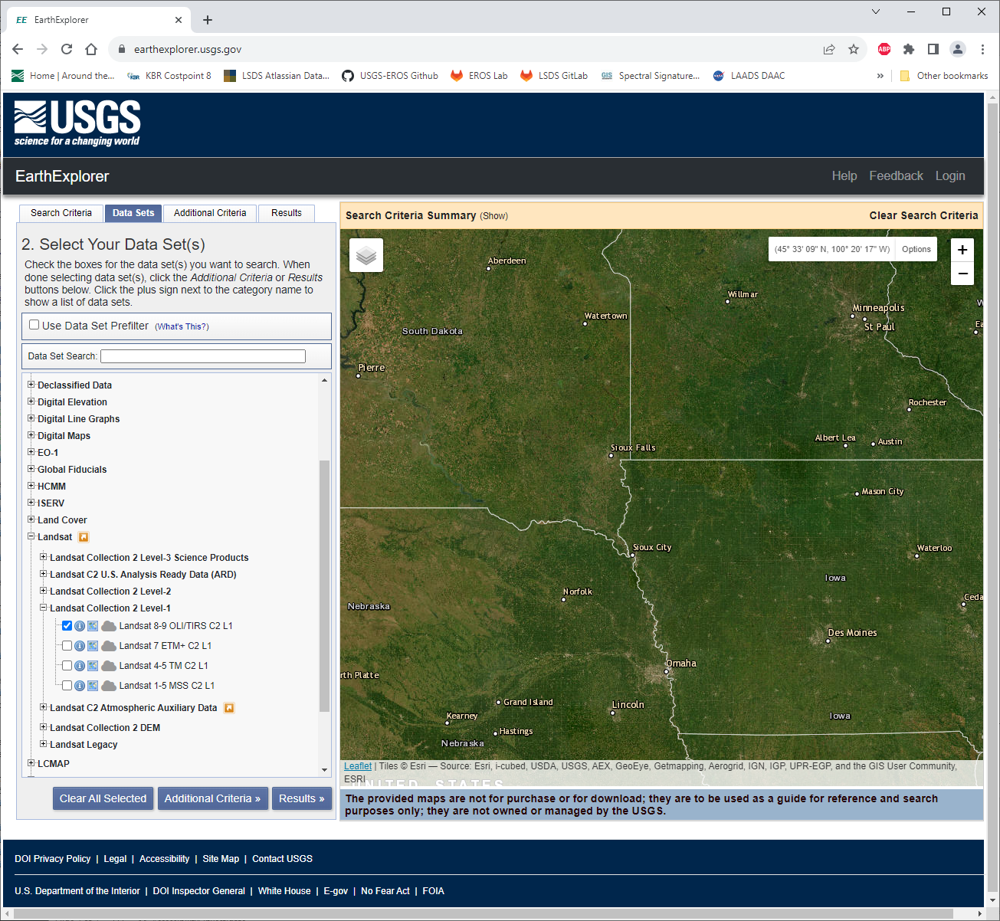 EE EarthExplorer
earthexplorer.usgs.gov
ABP
Home | Around the...
KBR Costpoint 8
LSDS Atlassian Data...
USGS-EROS Github
EROS Lab
LSDS GitLab
GIS Spectral Signature...
LAADS DAAC
» Other bookmarks
USGS
science for a changing world
EarthExplorer
Help Feedback Login
Search Criteria Data Sets Additional Criteria Results
2. Select Your Data Set(s)
Check the boxes for the data set(s) you want to search. When
done selecting data set(s), click the Additional Criteria or Results
buttons below. Click the plus sign next to the category name to
show a list of data sets.
Use Data Set Prefilter (What's This?)
Data Set Search:
Declassified Data
Digital Elevation
Digital Line Graphs
Digital Maps
EO-1
Global Fiducials
HCMM
ISERV
Land Cover
Landsat
Landsat Collection 2 Level-3 Science Products
Landsat C2 U.S. Analysis Ready Data (ARD)
Landsat Collection 2 Level-2
Landsat Collection 2 Level-1
Landsat 8-9 OLI/TIRS C2 L1
Landsat 7 ETM+ C2 L1
Landsat 4-5 TM C2 L1
Landsat 1-5 MSS C2 L1
Landsat C2 Atmospheric Auxiliary Data
Landsat Collection 2 DEM
Landsat Legacy
LCMAP
Clear All Selected Additional Criteria » Results »
Search Criteria Summary (Show) Clear Search Criteria
(45° 33' 09" N, 100° 20' 17" W) Options
+
−
Aberdeen
Willmar
W
Minneapolis
Watertown
Ea
St Paul
South Dakota
Pierre
Rochester
Albert Lea
Austin
Sioux Falls
Mason City
Sioux City
Waterloo
Iowa
Norfolk
Ceda
Nebraska
Des Moines
Omaha
rth Platte
Grand Island
Lincoln
Kearney
Iowa
Hastings
Nebraska
Leaflet | Tiles © Esri — Source: Esri, i-cubed, USDA, USGS, AEX, GeoEye, Getmapping, Aerogrid, IGN, IGP, UPR-EGP, and the GIS User Community,
ESRI
UNITED STATES
The provided maps are not for purchase or for download; they are to be used as a guide for reference and search
purposes only; they are not owned or managed by the USGS.
DOI Privacy Policy | Legal | Accessibility | Site Map | Contact USGS
U.S. Department of the Interior | DOI Inspector General | White House | E-gov | No Fear Act | FOIA